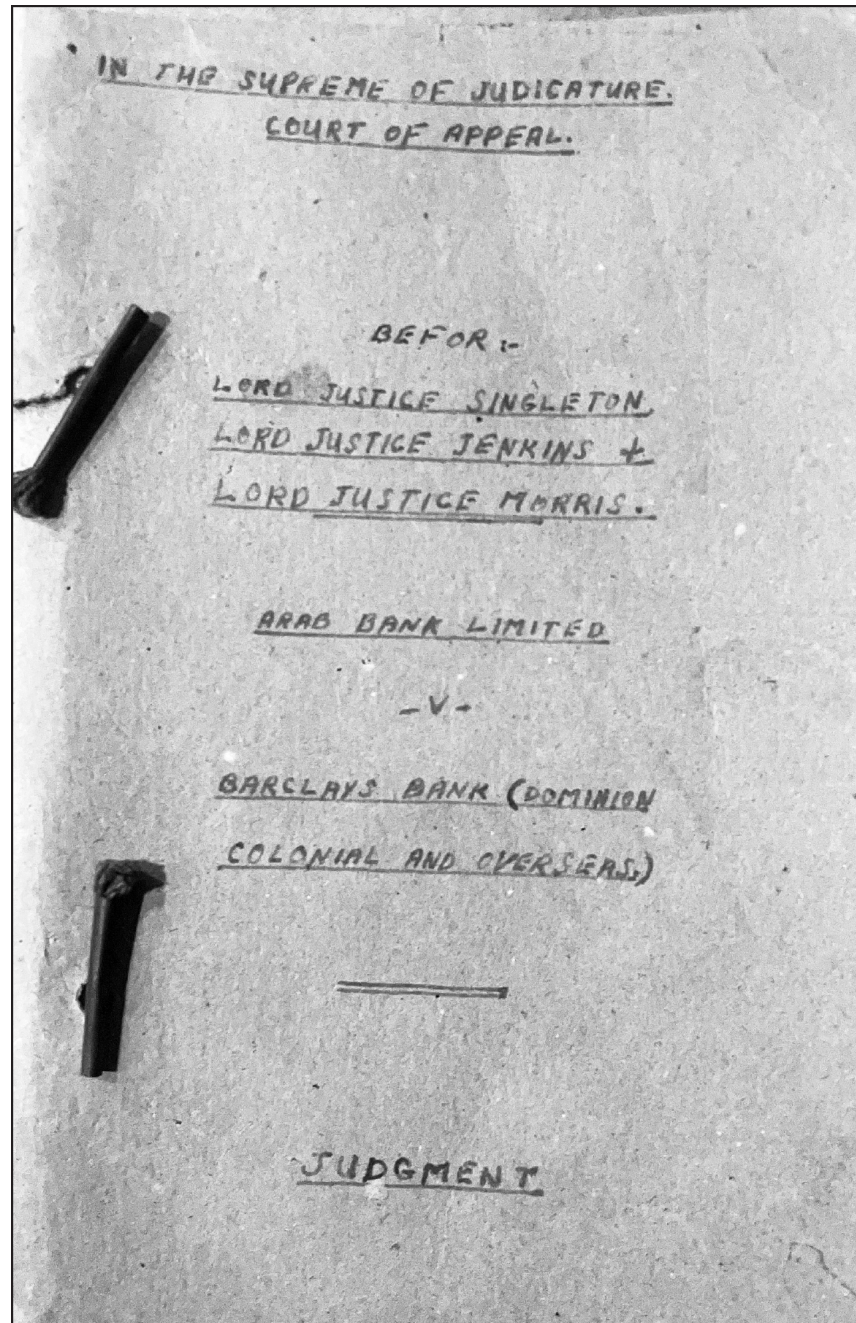 IN THE SUPREME OF JUDICATURE.
COURT OF APPEAL.
BEFOR :-
LORD JUSTICE SINGLETON,
LORD JUSTICE JENKINS +
LORD JUSTICE MORRIS.
ARAB BANK LIMITED
- V -
BARCLAYS BANK (DOMINION
COLONIAL AND OVERSEAS,)
JUDGMENT